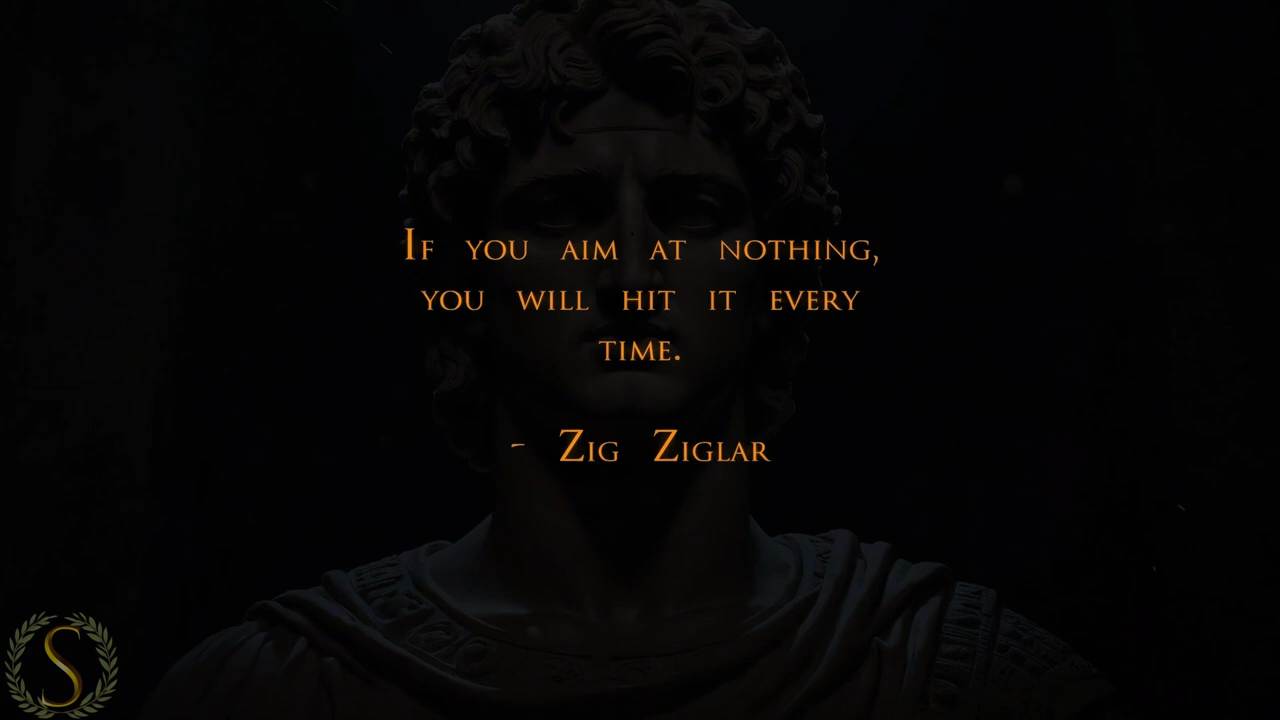 If you aim at nothing,
you will hit it every
time.
- Zig Ziglar
S